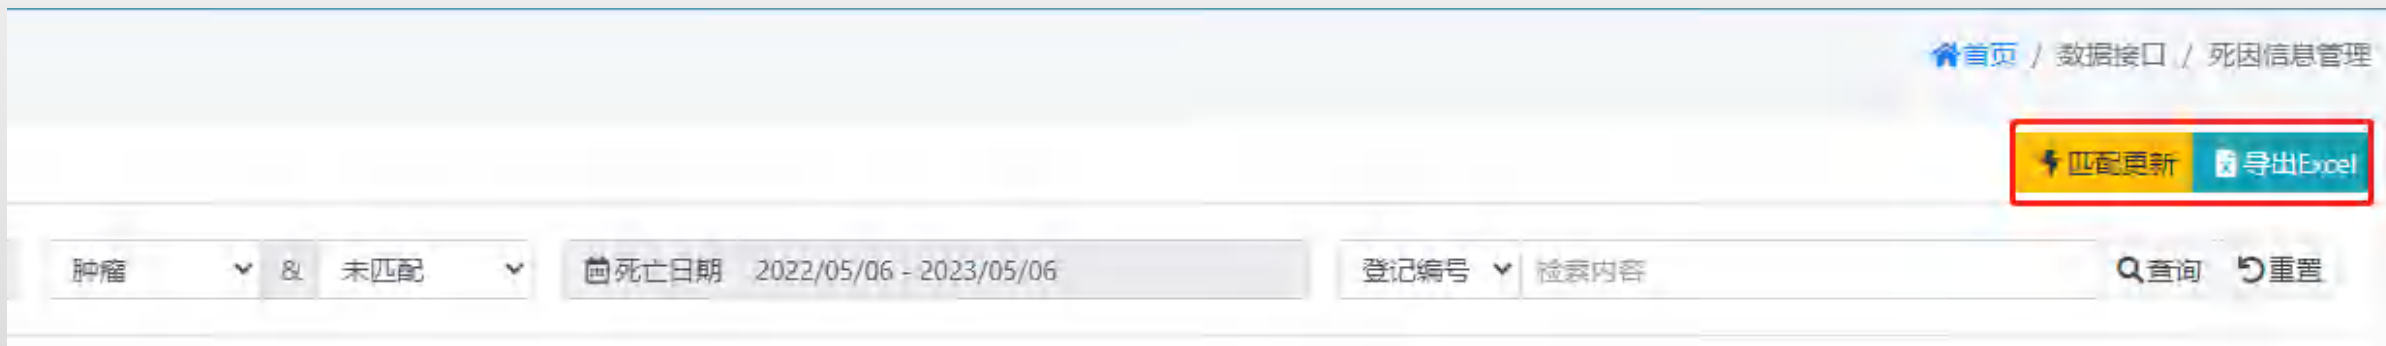 首页 / 数据接口 / 死因信息管理
匹配更新 导出Excel
肿瘤 & 未匹配 死亡日期 2022/05/06 - 2023/05/06 登记编号 检索内容 查询 重置